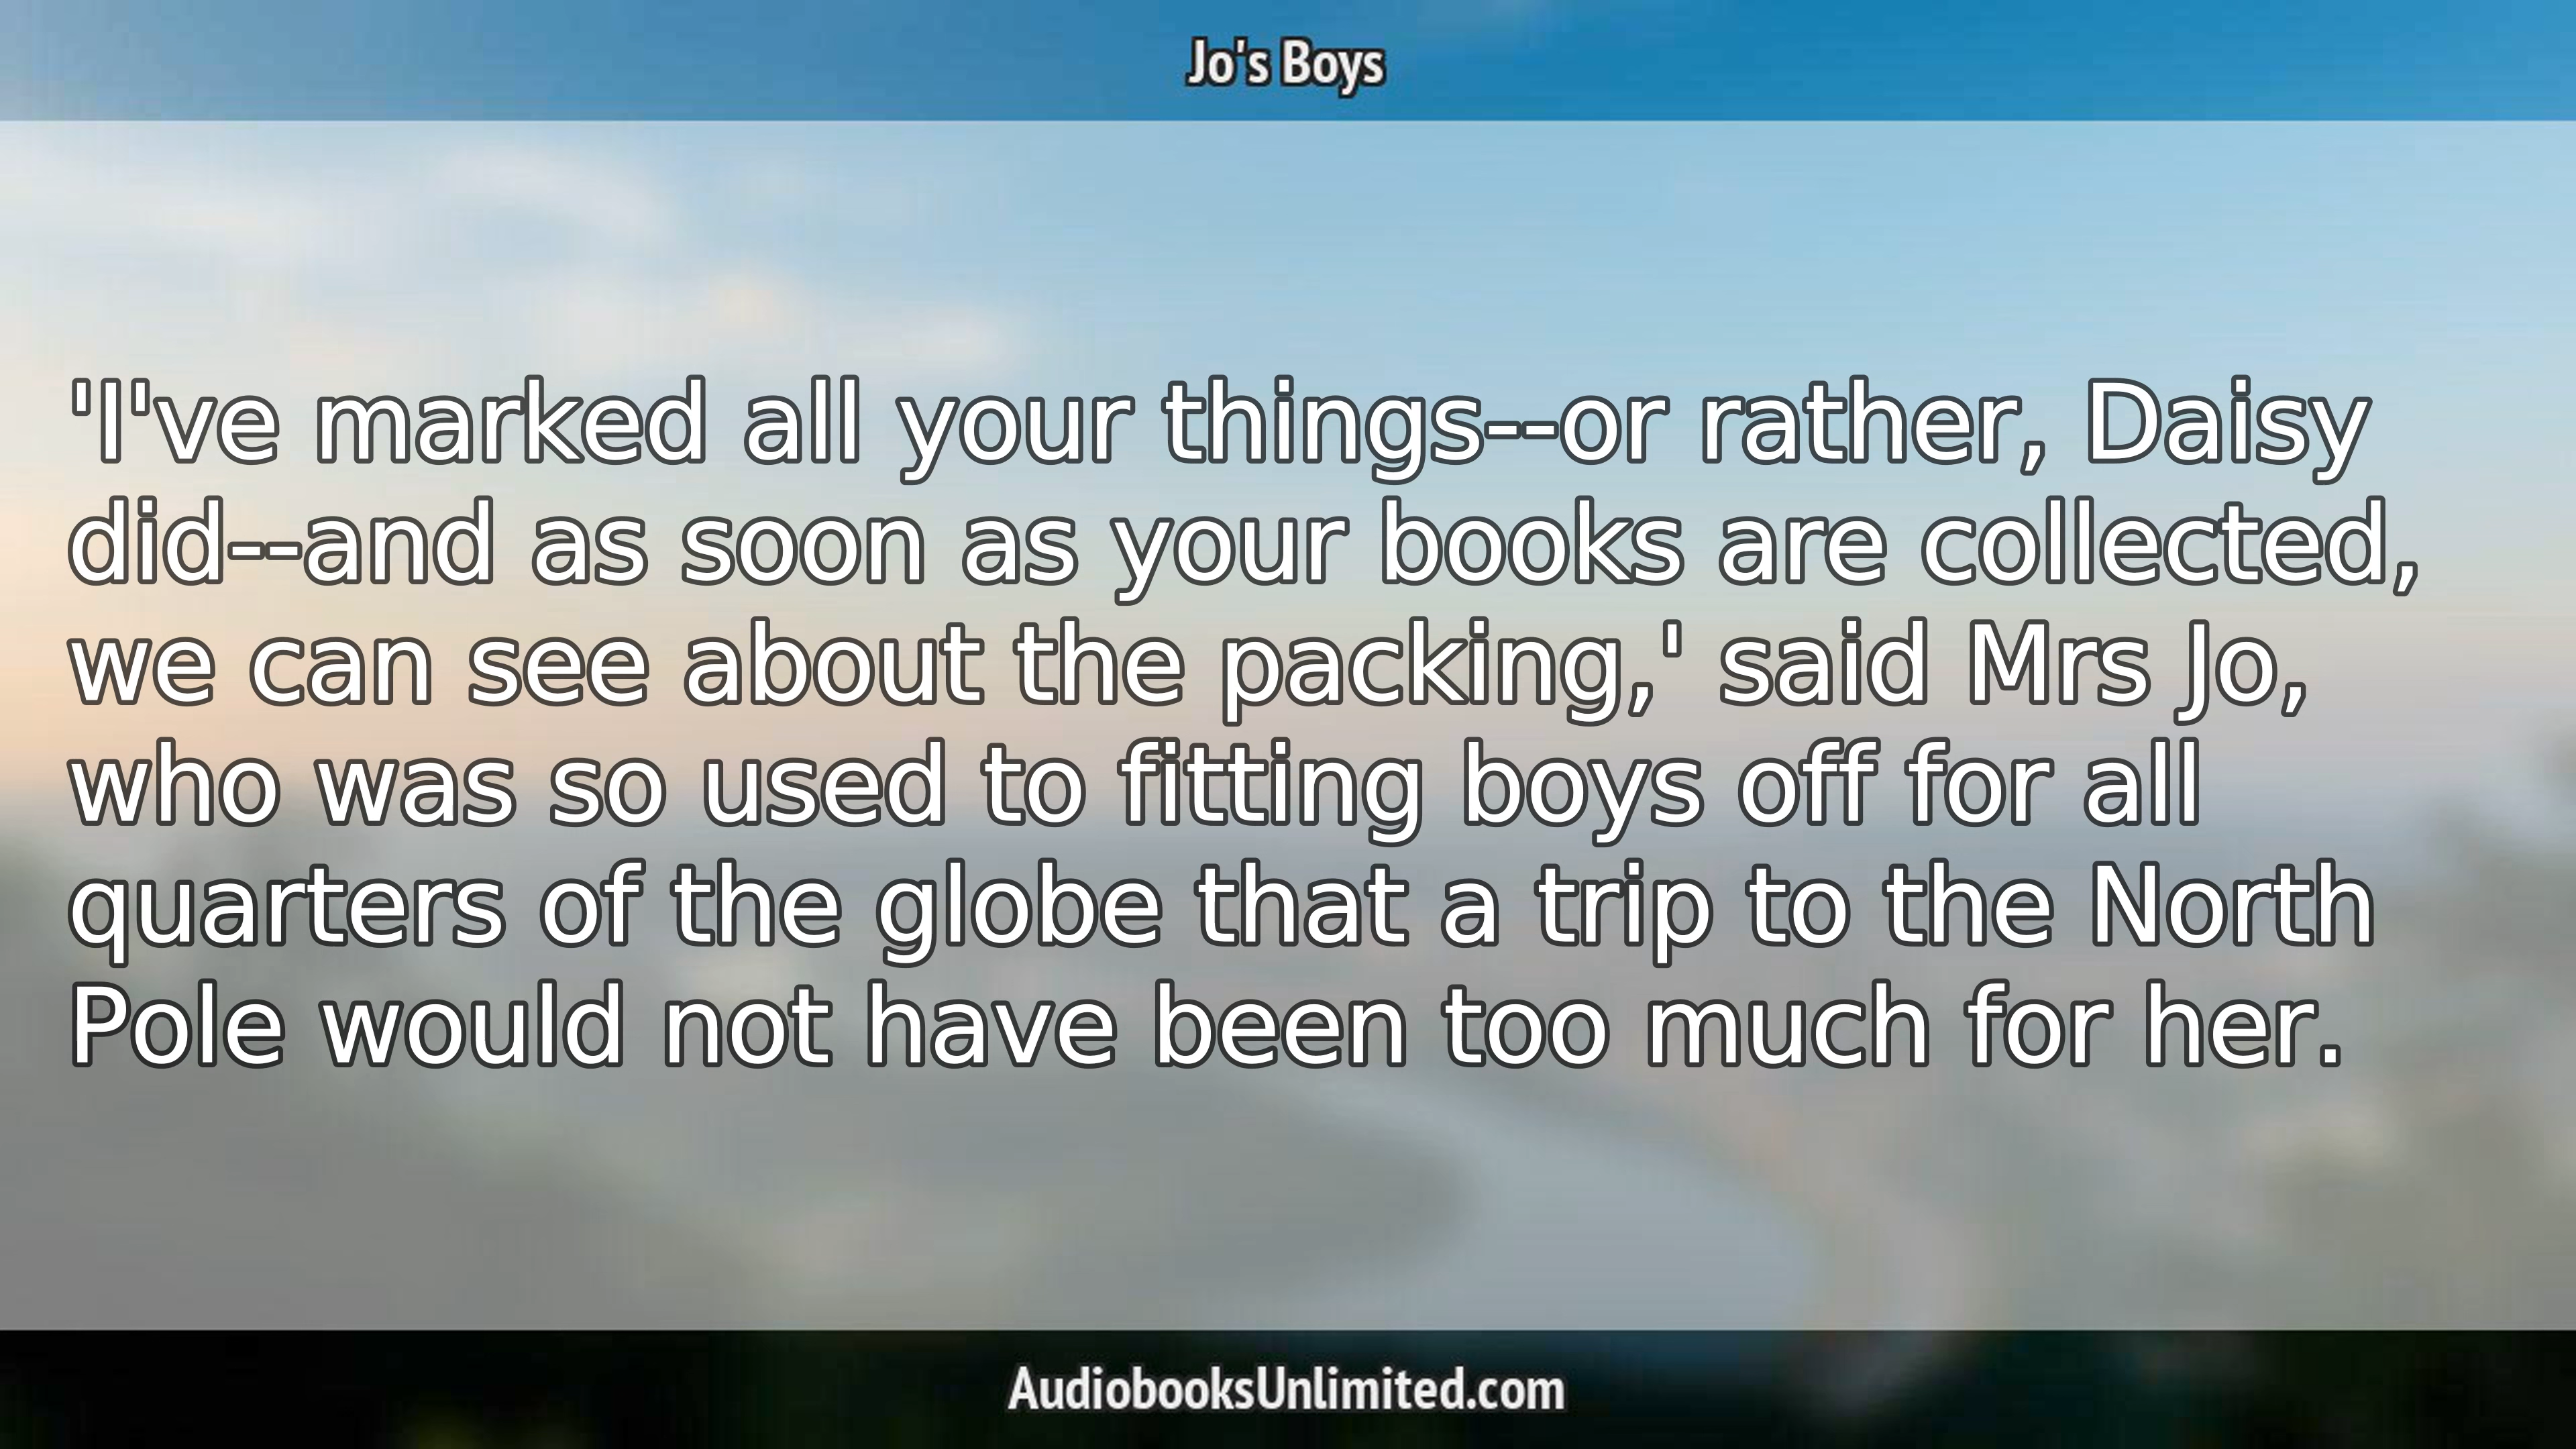 Jo's Boys
'I've marked all your things--or rather, Daisy
did--and as soon as your books are collected,
we can see about the packing,' said Mrs Jo,
who was so used to fitting boys off for all
quarters of the globe that a trip to the North
Pole would not have been too much for her.
AudiobooksUnlimited.com